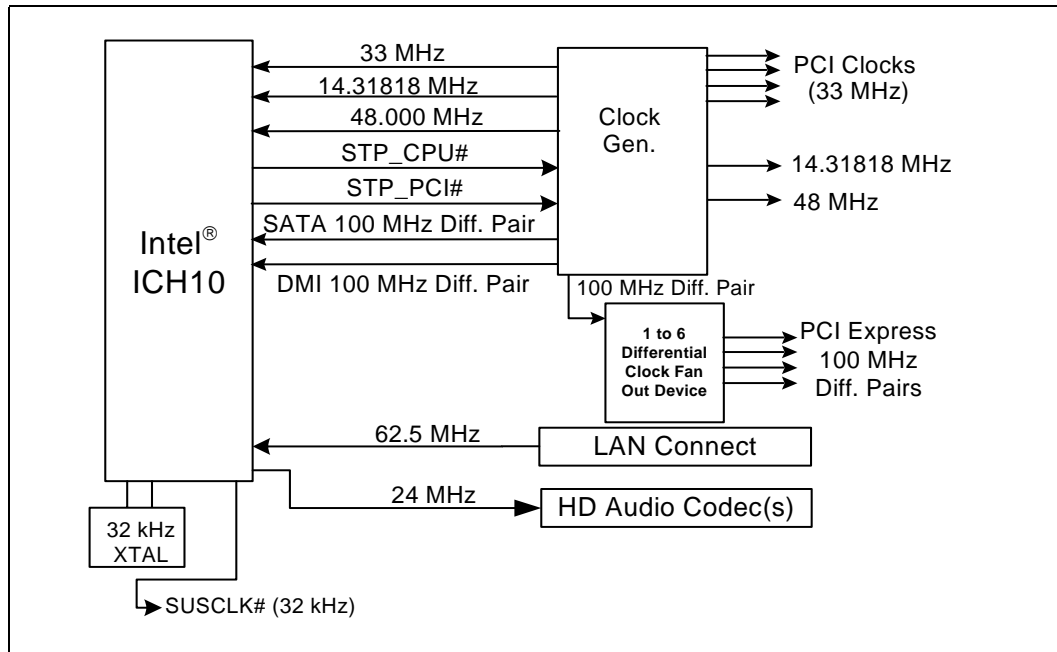 33 MHz
14.31818 MHz
48.000 MHz
STP_CPU#
STP_PCI#
SATA 100 MHz Diff. Pair
DMI 100 MHz Diff. Pair
Intel®
ICH10
Clock
Gen.
PCI Clocks
(33 MHz)
14.31818 MHz
48 MHz
100 MHz Diff. Pair
1 to 6
Differential
Clock Fan
Out Device
PCI Express
100 MHz
Diff. Pairs
62.5 MHz
LAN Connect
24 MHz
HD Audio Codec(s)
32 kHz
XTAL
SUSCLK# (32 kHz)